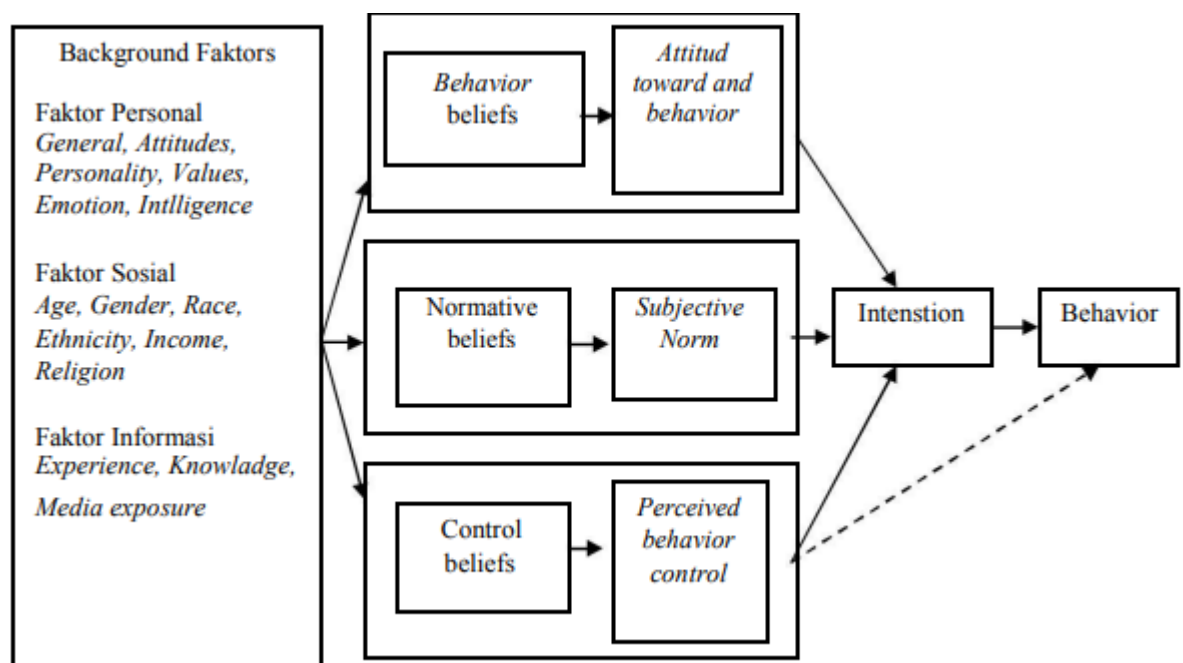 Background Faktors
Faktor Personal
General, Attitudes,
Personality, Values,
Emotion, Intlligence
Faktor Sosial
Age, Gender, Race,
Ethnicity, Income,
Religion
Faktor Informasi
Experience, Knowladge,
Media exposure
Behavior
beliefs
Attitud
toward and
behavior
Normative
beliefs
Subjective
Norm
Control
beliefs
Perceived
behavior
control
Intenstion
Behavior